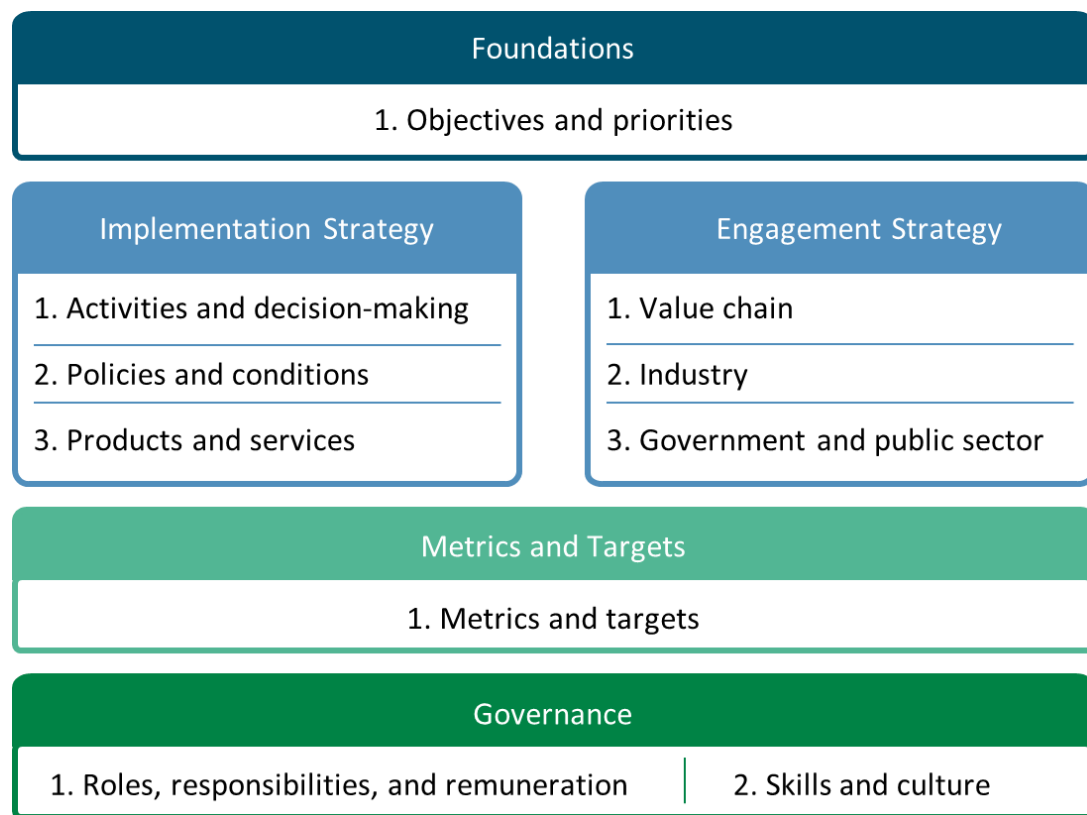 Foundations
1. Objectives and priorities
Implementation Strategy
1. Activities and decision-making
2. Policies and conditions
3. Products and services
Engagement Strategy
1. Value chain
2. Industry
3. Government and public sector
Metrics and Targets
1. Metrics and targets
Governance
1. Roles, responsibilities, and remuneration
2. Skills and culture